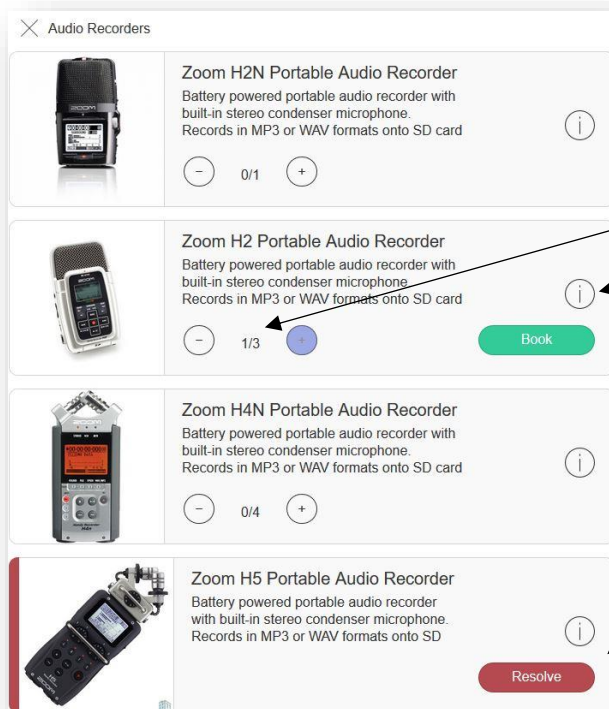 Audio Recorders
Zoom H2N Portable Audio Recorder
Battery powered portable audio recorder with
built-in stereo condenser microphone.
Records in MP3 or WAV formats onto SD card
- 0/1 +
Zoom H2 Portable Audio Recorder
Battery powered portable audio recorder with
built-in stereo condenser microphone
Records in MP3 or WAV formats onto SD card
- 1/3 +
Book
Zoom H4N Portable Audio Recorder
Battery powered portable audio recorder with
built-in stereo condenser microphone.
Records in MP3 or WAV formats onto SD card
- 0/4 +
Zoom H5 Portable Audio Recorder
Battery powered portable audio recorder
with built-in stereo condenser microphone.
Records in MP3 or WAV formats onto SD
Resolve